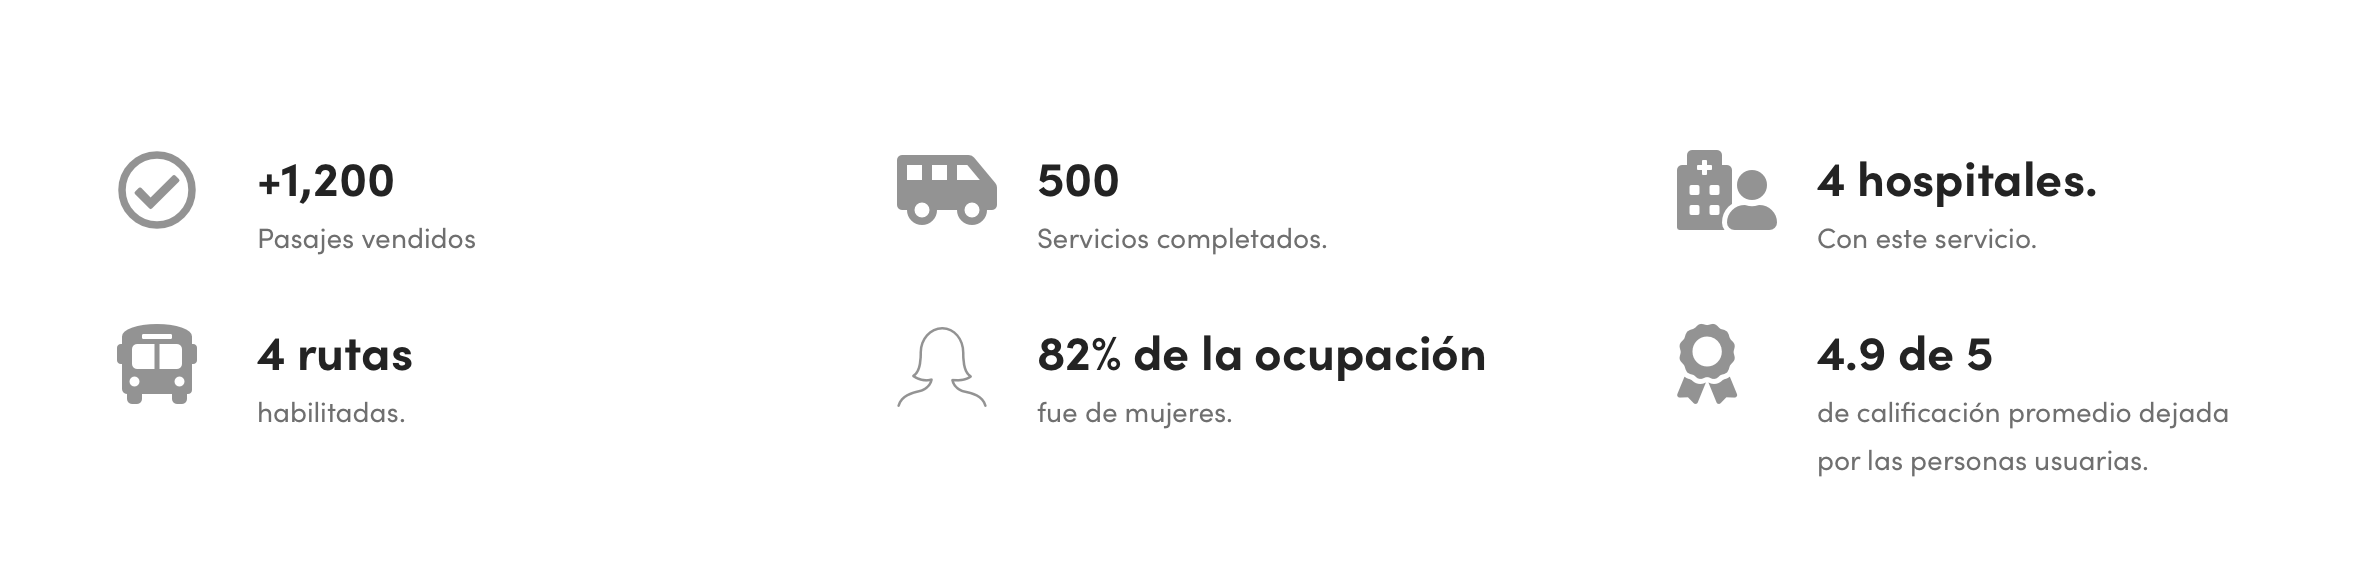 +1,200
Pasajes vendidos
500
Servicios completados.
4 hospitales.
Con este servicio.
4 rutas
habilitadas.
82% de la ocupación
fue de mujeres.
4.9 de 5
de calificación promedio dejada
por las personas usuarias.